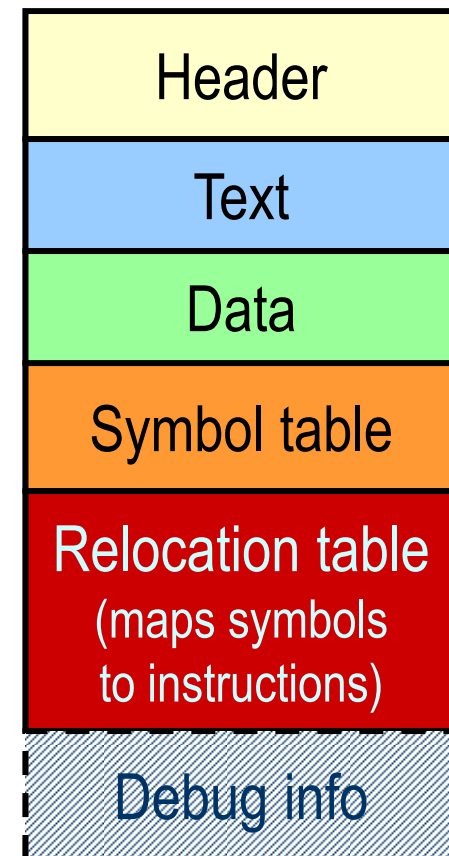 Header
Text
Data
Symbol table
Relocation table
(maps symbols
to instructions)
Debug info